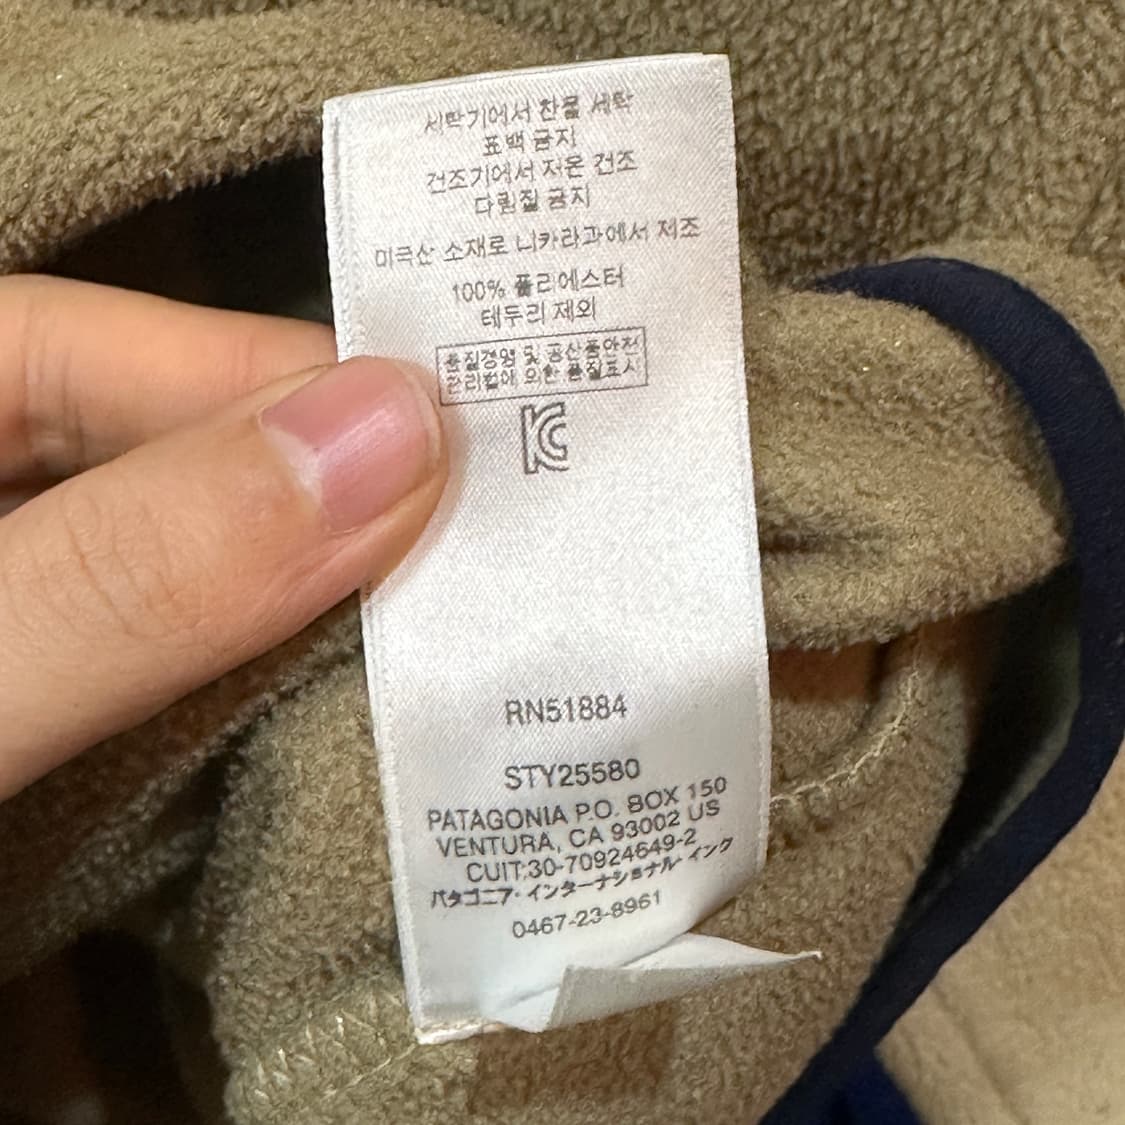 세탁기에서 찬물 세탁
표백 금지
건조기에서 저온 건조
다림질 금지
미국산 소재로 니카라과에서 제조
100% 폴리에스터
테두리 제외
품질경영 및 공산품안전
관리법에 의한 품질표시
KC
RN51884
STY25580
PATAGONIA P.O. BOX 150
VENTURA, CA 93002 US
CUIT:30-70924649-2
パタゴニア・インターナショナル・インク
0467-23-8961